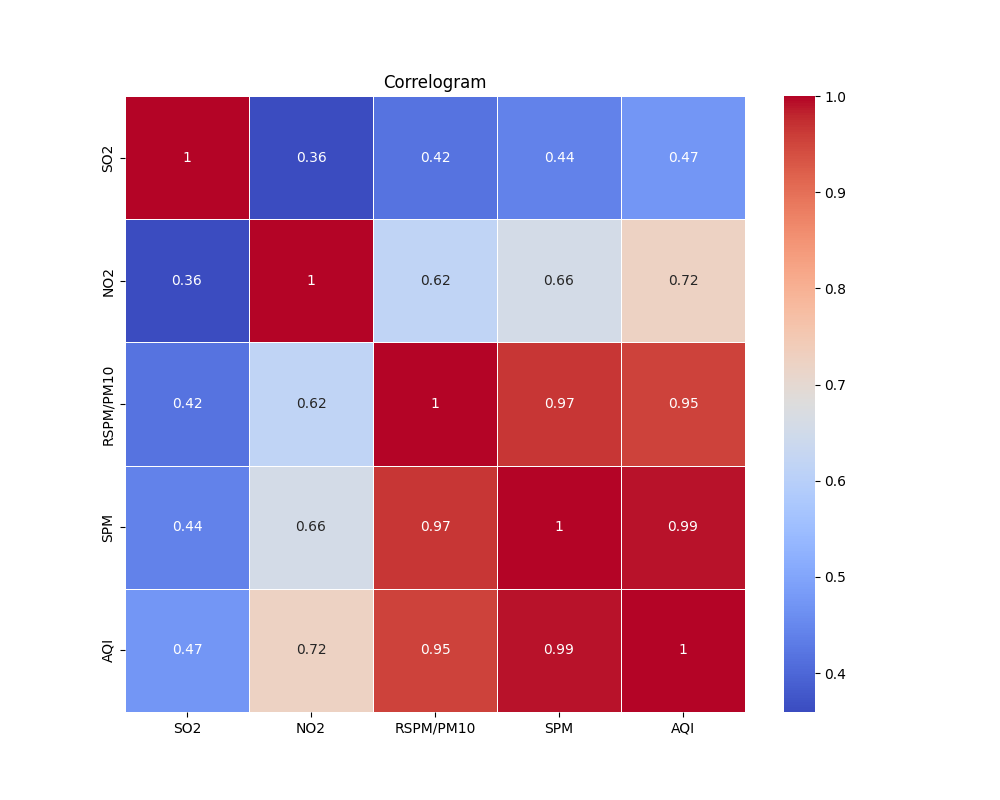 Correlogram
SO2 1 0.36 0.42 0.44 0.47
NO2 0.36 1 0.62 0.66 0.72
RSPM/PM10 0.42 0.62 1 0.97 0.95
SPM 0.44 0.66 0.97 1 0.99
AQI 0.47 0.72 0.95 0.99 1
SO2 NO2 RSPM/PM10 SPM AQI
1.0
0.9
0.8
0.7
0.6
0.5
0.4